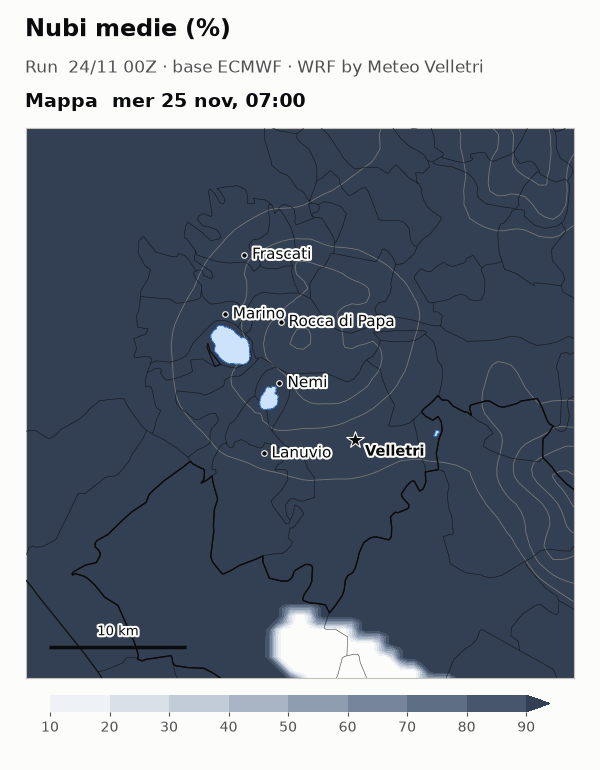 Nubi medie (%)
Run  24/11 00Z · base ECMWF · WRF by Meteo Velletri
Mappa  mer 25 nov, 07:00
Frascati
Marino
Rocca di Papa
Nemi
Velletri
Lanuvio
10 km
10 20 30 40 50 60 70 80 90